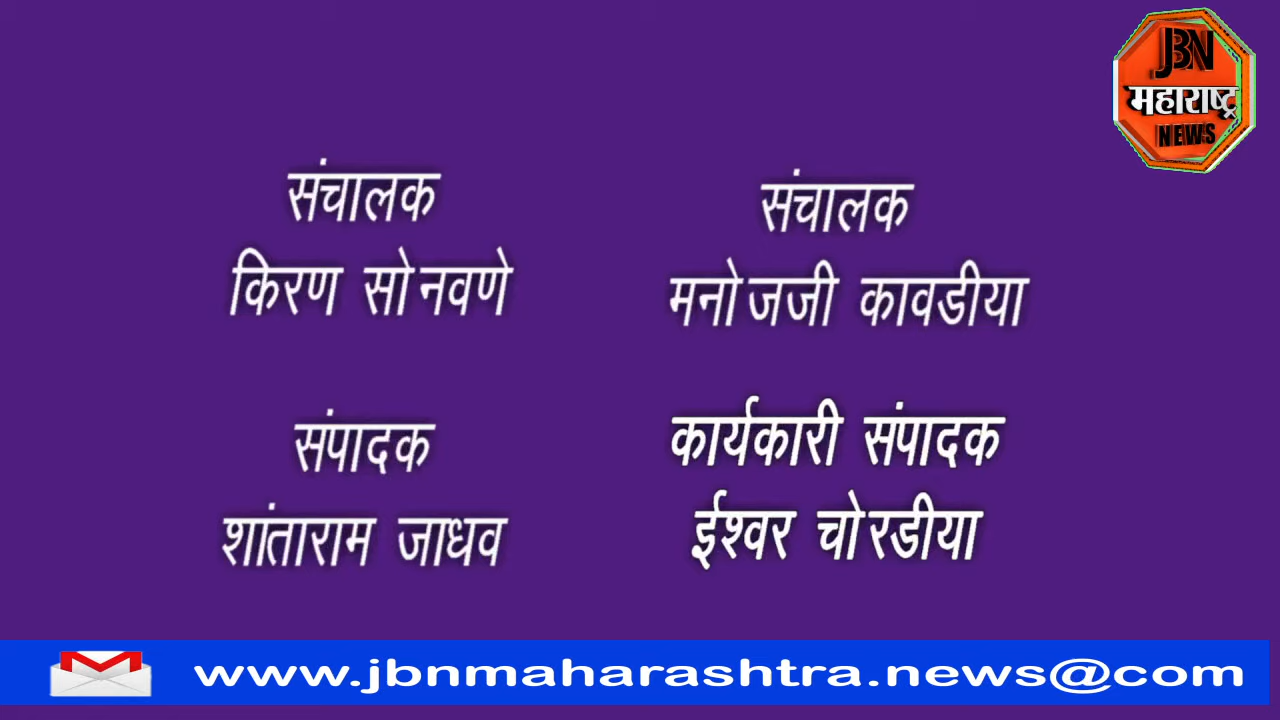 JBN
महाराष्ट्र
NEWS
संचालक
किरण सोनवणे
संचालक
मनोजजी कावडीया
संपादक
शांताराम जाधव
कार्यकारी संपादक
ईश्वर चोरडीया
www.jbnmaharashtra.news@com